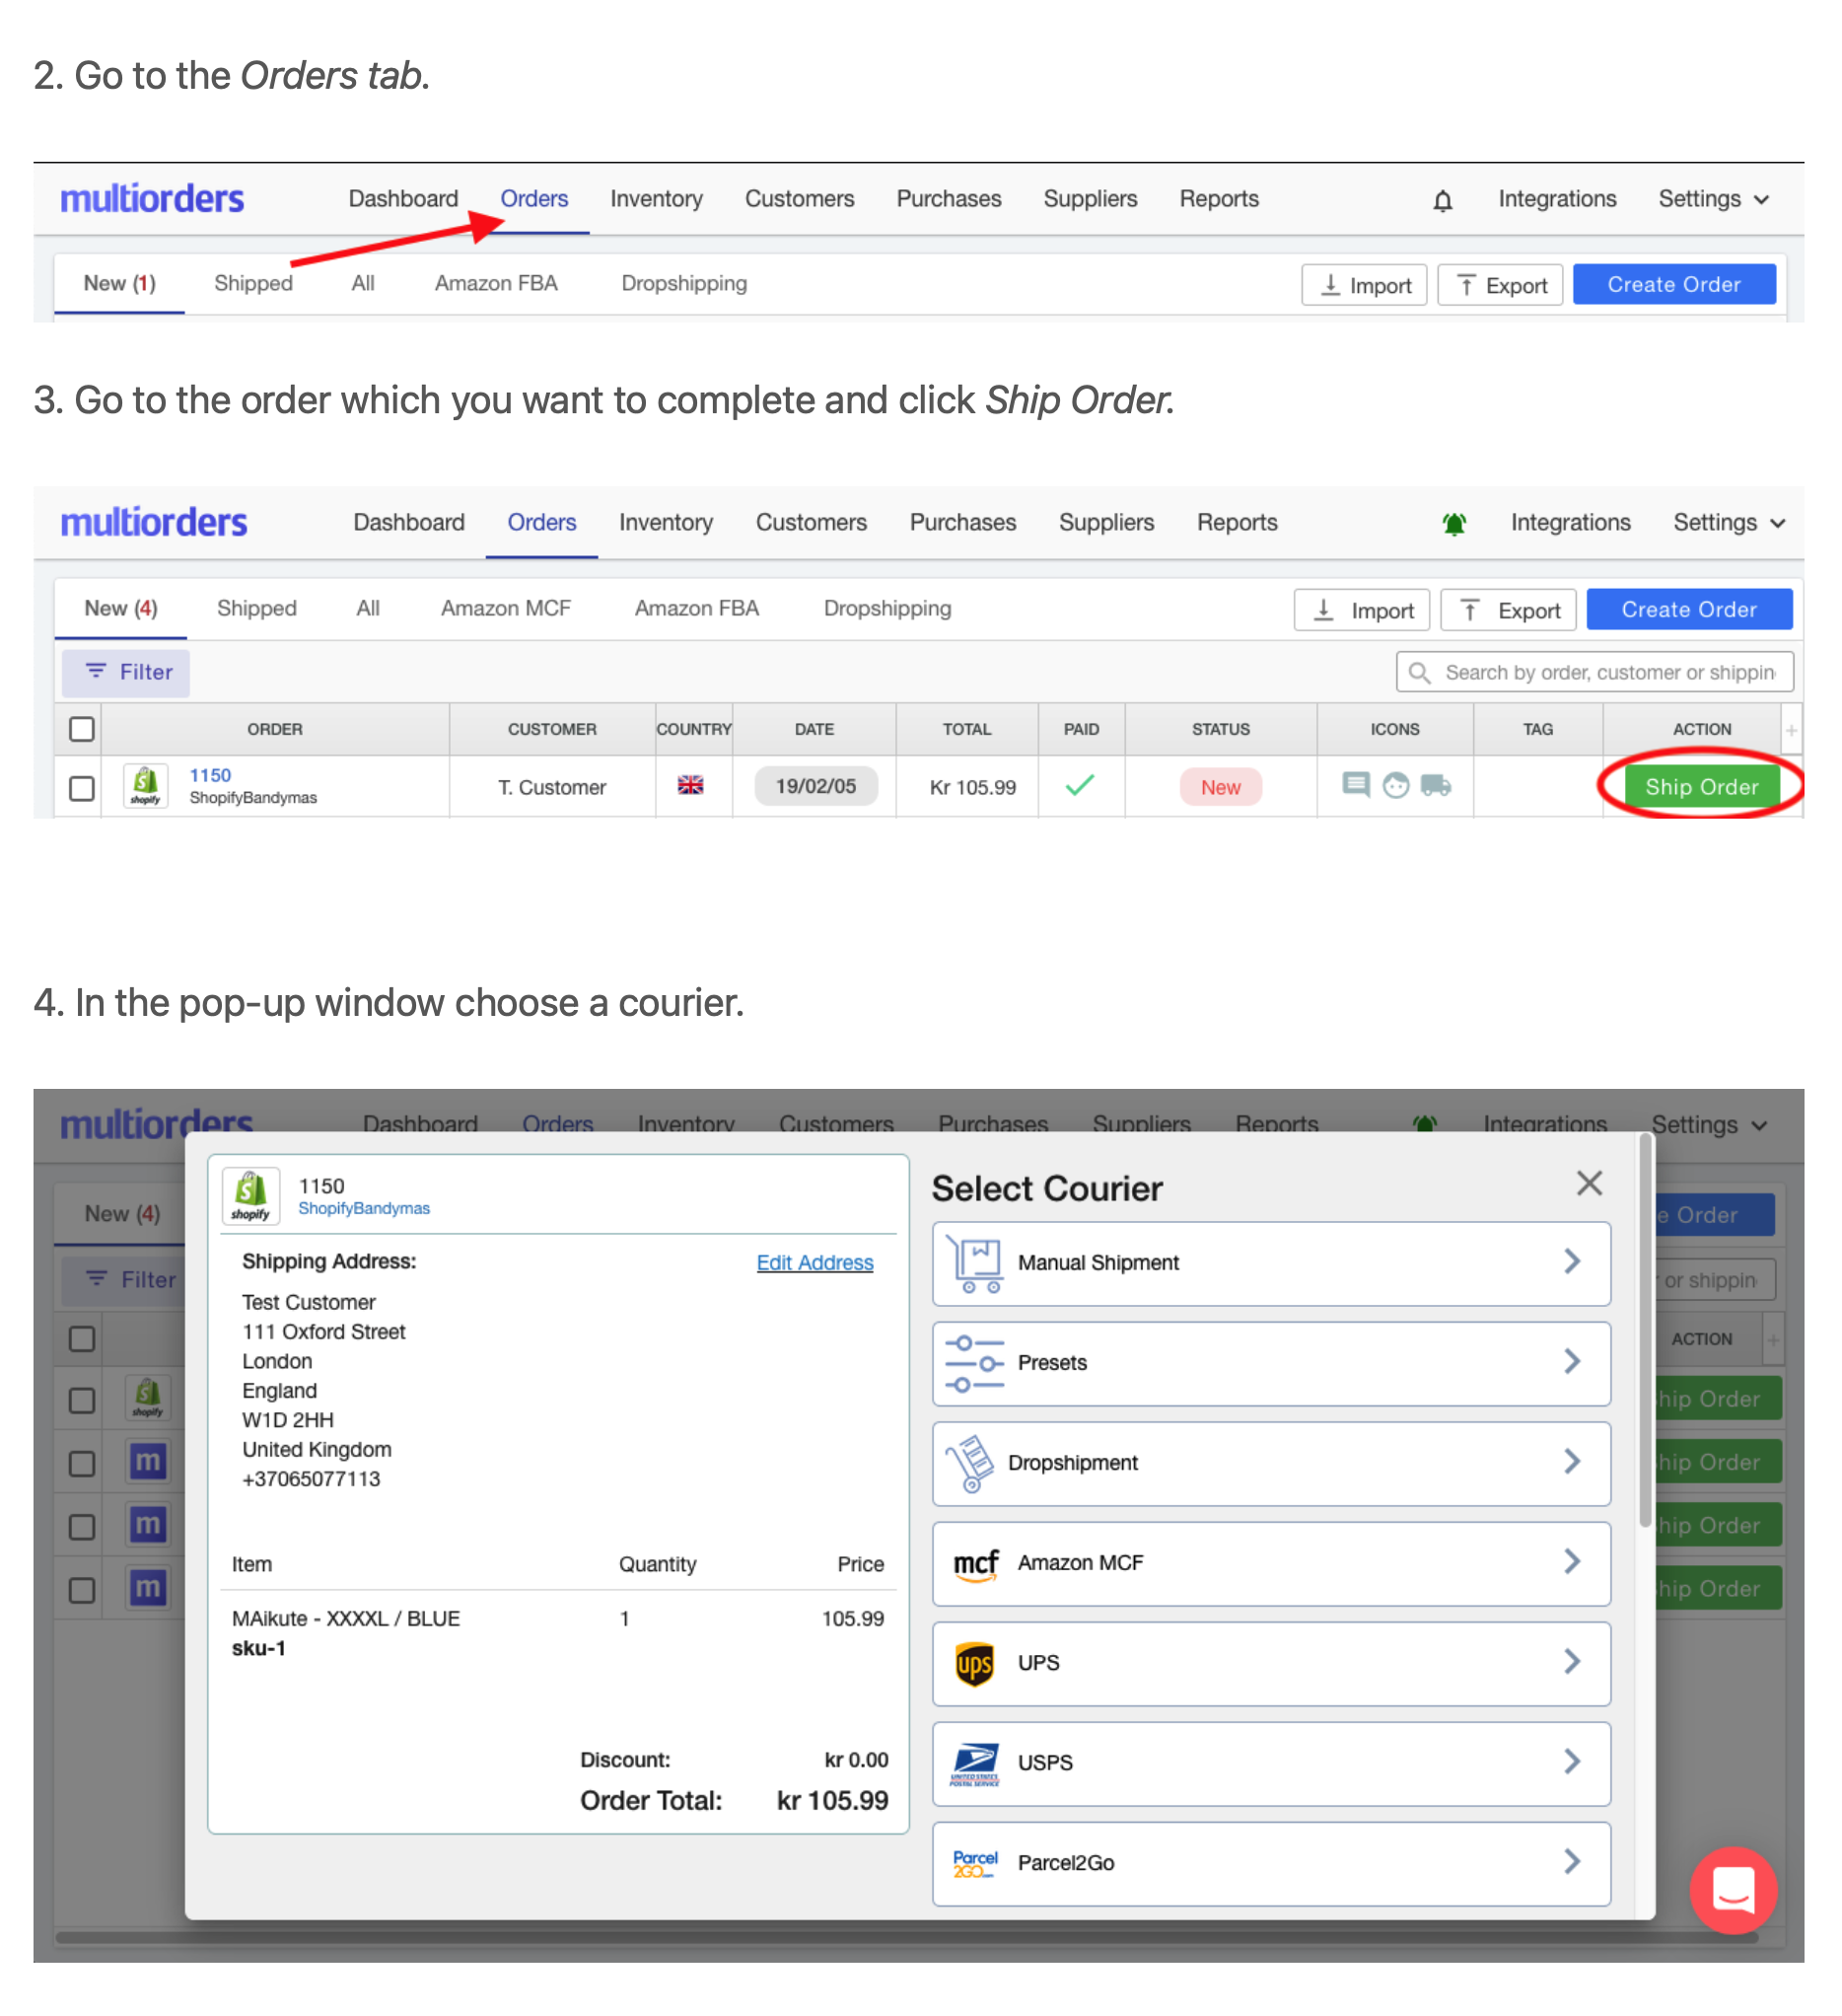 2. Go to the Orders tab.
multiorders Dashboard Orders Inventory Customers Purchases Suppliers Reports Integrations Settings
New (1) Shipped All Amazon FBA Dropshipping Import Export Create Order
3. Go to the order which you want to complete and click Ship Order.
multiorders Dashboard Orders Inventory Customers Purchases Suppliers Reports Integrations Settings
New (4) Shipped All Amazon MCF Amazon FBA Dropshipping Import Export Create Order
Filter Search by order, customer or shippin
ORDER CUSTOMER COUNTRY DATE TOTAL PAID STATUS ICONS TAG ACTION +
shopify 1150 T. Customer 19/02/05 Kr 105.99 New Ship Order
ShopifyBandymas
4. In the pop-up window choose a courier.
multiorders Dashboard Orders Inventory Customers Purchases Suppliers Reports Integrations Settings
New (4) e Order
Filter or shippin
ACTION +
shopify hip Order
m hip Order
m hip Order
m hip Order
shopify 1150
ShopifyBandymas
Shipping Address: Edit Address
Test Customer
111 Oxford Street
London
England
W1D 2HH
United Kingdom
+37065077113
Item Quantity Price
MAikute - XXXXL / BLUE 1 105.99
sku-1
Discount: kr 0.00
Order Total: kr 105.99
Select Courier
Manual Shipment
Presets
Dropshipment
mcf Amazon MCF
ups UPS
UNITED STATES POSTAL SERVICE USPS
Parcel 2GO.com Parcel2Go